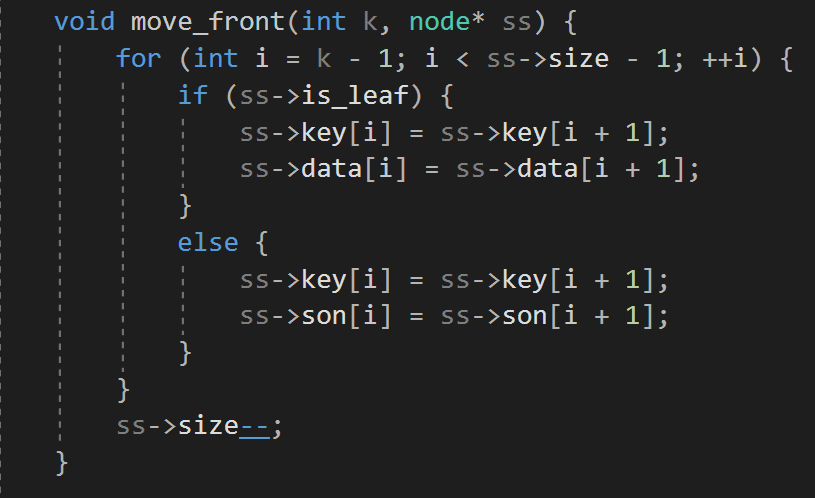 void move_front(int k, node* ss) {
for (int i = k - 1; i < ss->size - 1; ++i) {
if (ss->is_leaf) {
ss->key[i] = ss->key[i + 1];
ss->data[i] = ss->data[i + 1];
}
else {
ss->key[i] = ss->key[i + 1];
ss->son[i] = ss->son[i + 1];
}
}
ss->size--;
}